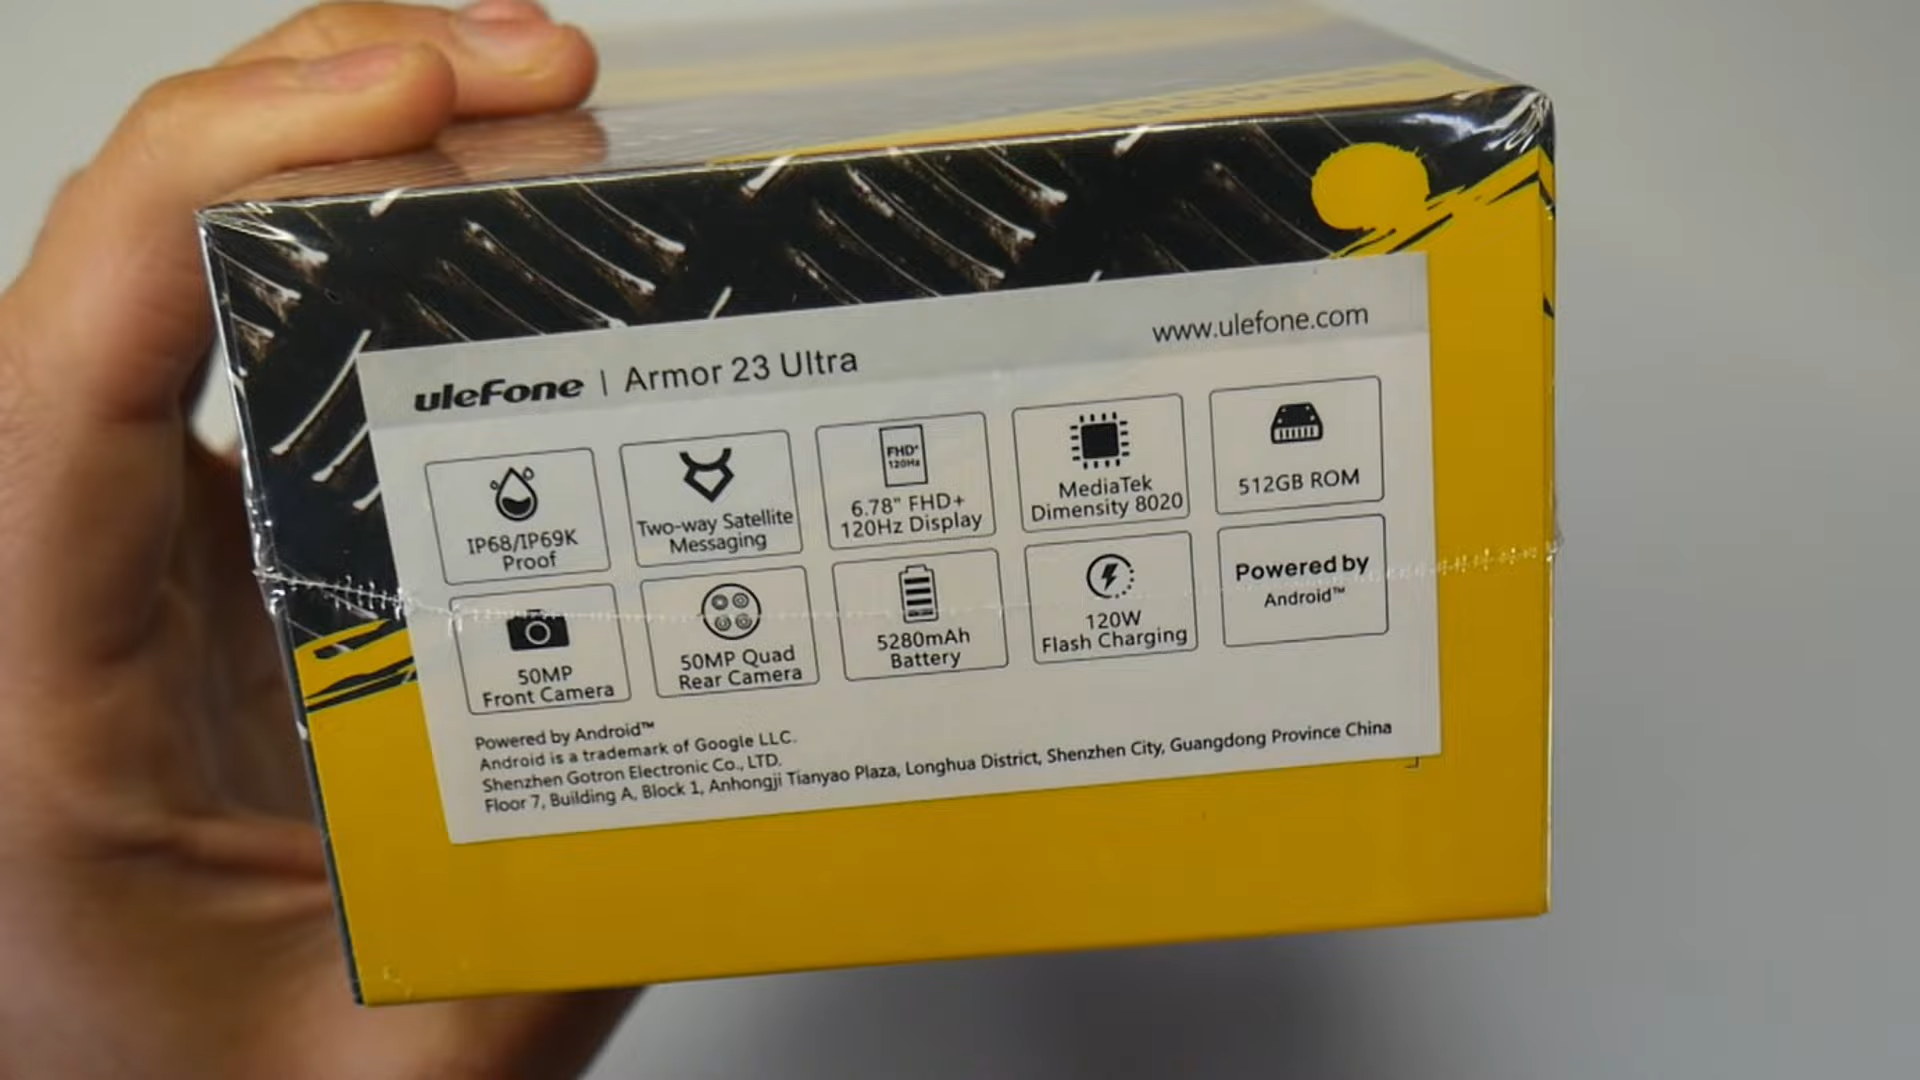 www.ulefone.com
uleFone | Armor 23 Ultra
IP68/IP69K
Proof
Two-way Satellite
Messaging
FHD+
120Hz
6.78" FHD+
120Hz Display
MediaTek
Dimensity 8020
512GB ROM
50MP
Front Camera
50MP Quad
Rear Camera
5280mAh
Battery
120W
Flash Charging
Powered by
Android™
Powered by Android™
Android is a trademark of Google LLC.
Shenzhen Gotron Electronic Co., LTD.
Floor 7, Building A, Block 1, Anhongji Tianyao Plaza, Longhua District, Shenzhen City, Guangdong Province China